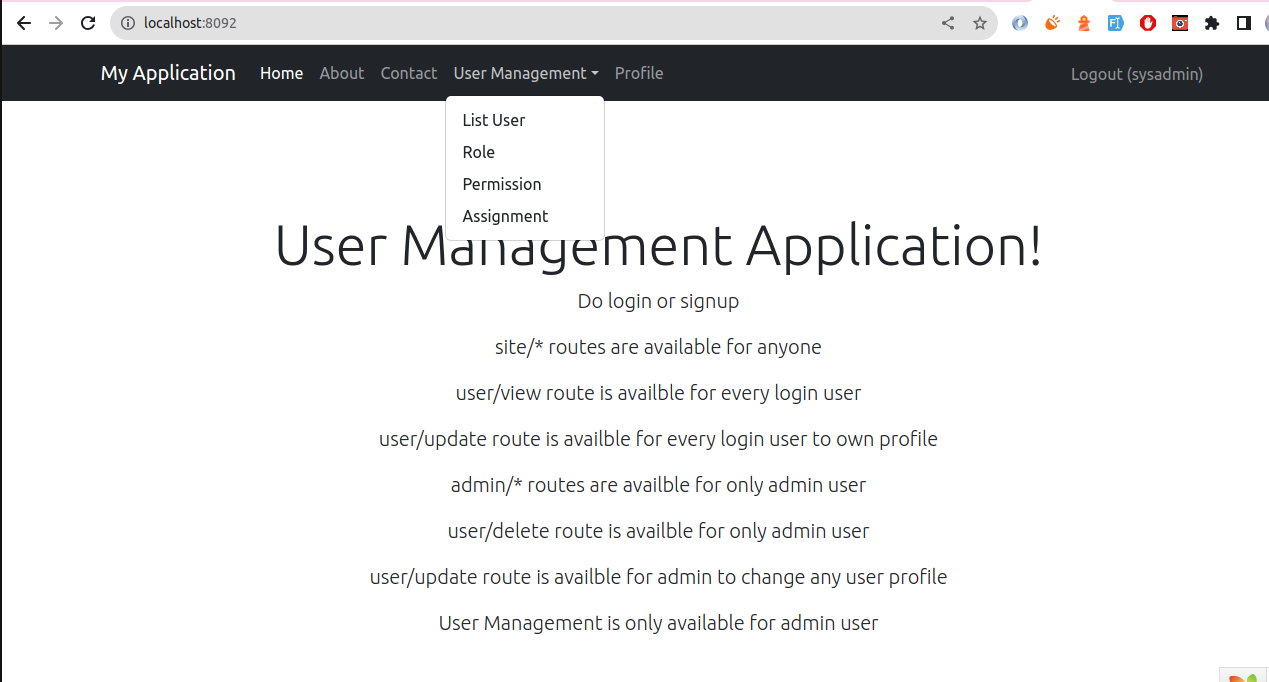 localhost:8092
My Application Home About Contact User Management Profile Logout (sysadmin)
List User
Role
Permission
Assignment
User Management Application!
Do login or signup
site/* routes are available for anyone
user/view route is availble for every login user
user/update route is availble for every login user to own profile
admin/* routes are availble for only admin user
user/delete route is availble for only admin user
user/update route is availble for admin to change any user profile
User Management is only available for admin user